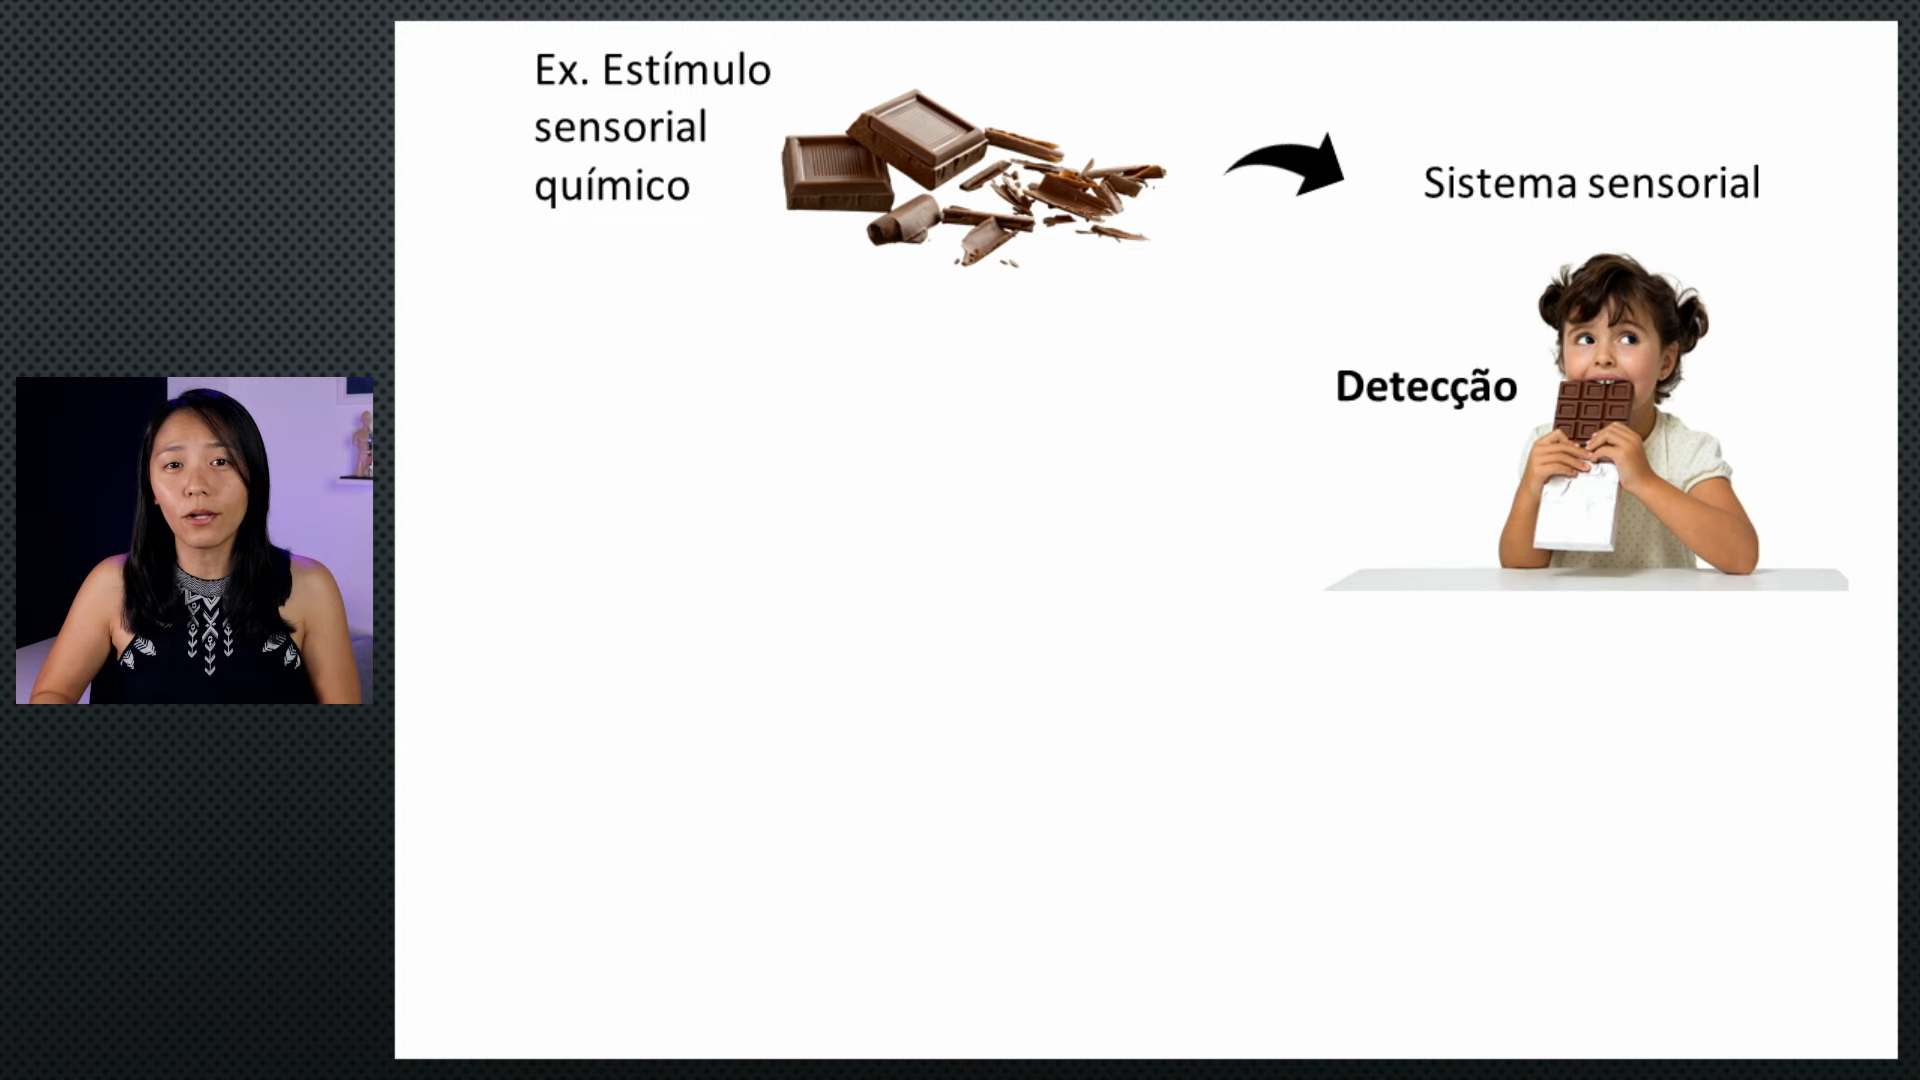 Ex. Estímulo
sensorial
químico
Sistema sensorial
Detecção